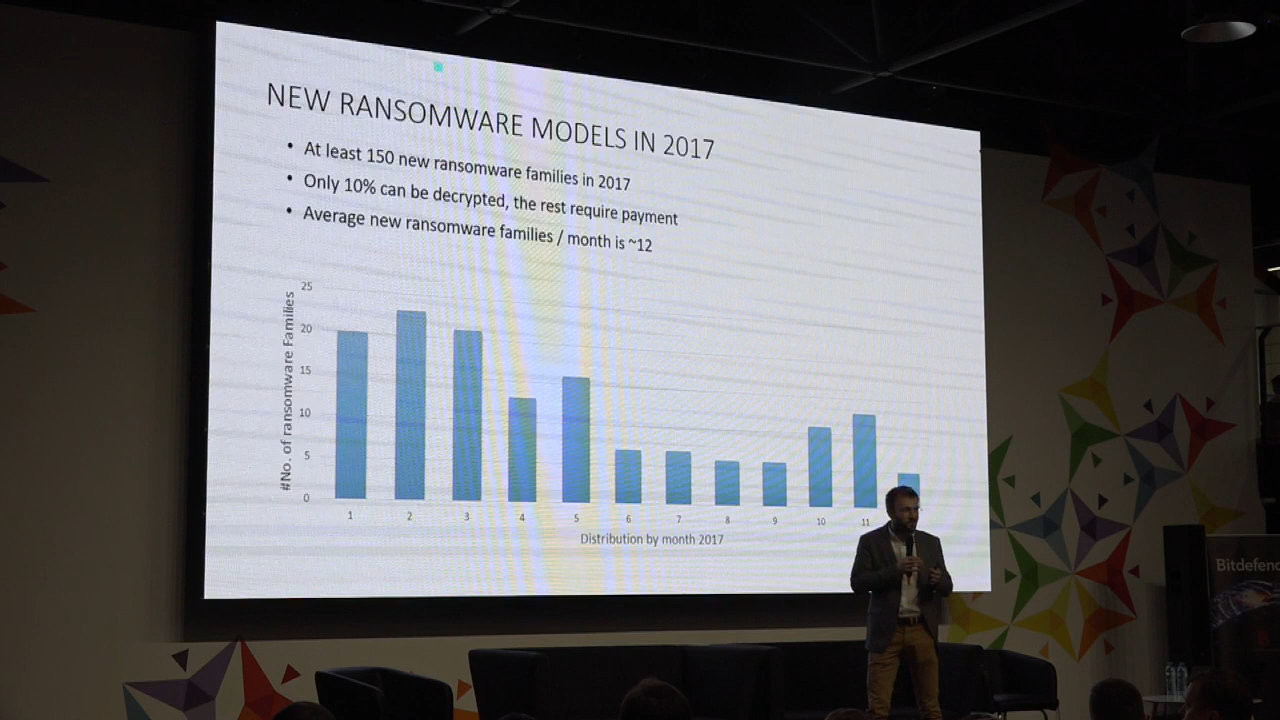 NEW RANSOMWARE MODELS IN 2017
• At least 150 new ransomware families in 2017
• Only 10% can be decrypted, the rest require payment
• Average new ransomware families / month is ~12
#No. of ransomware Families
25
20
15
10
5
0
1 2 3 4 5 6 7 8 9 10 11
Distribution by month 2017
Bitdefen